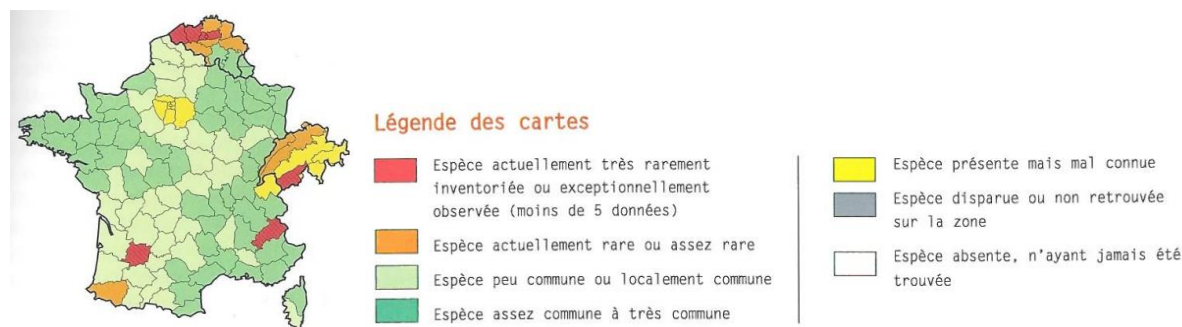 Légende des cartes
Espèce actuellement très rarement
inventoriée ou exceptionnellement
observée (moins de 5 données)
Espèce actuellement rare ou assez rare
Espèce peu commune ou localement commune
Espèce assez commune à très commune
Espèce présente mais mal connue
Espèce disparue ou non retrouvée
sur la zone
Espèce absente, n'ayant jamais été
trouvée